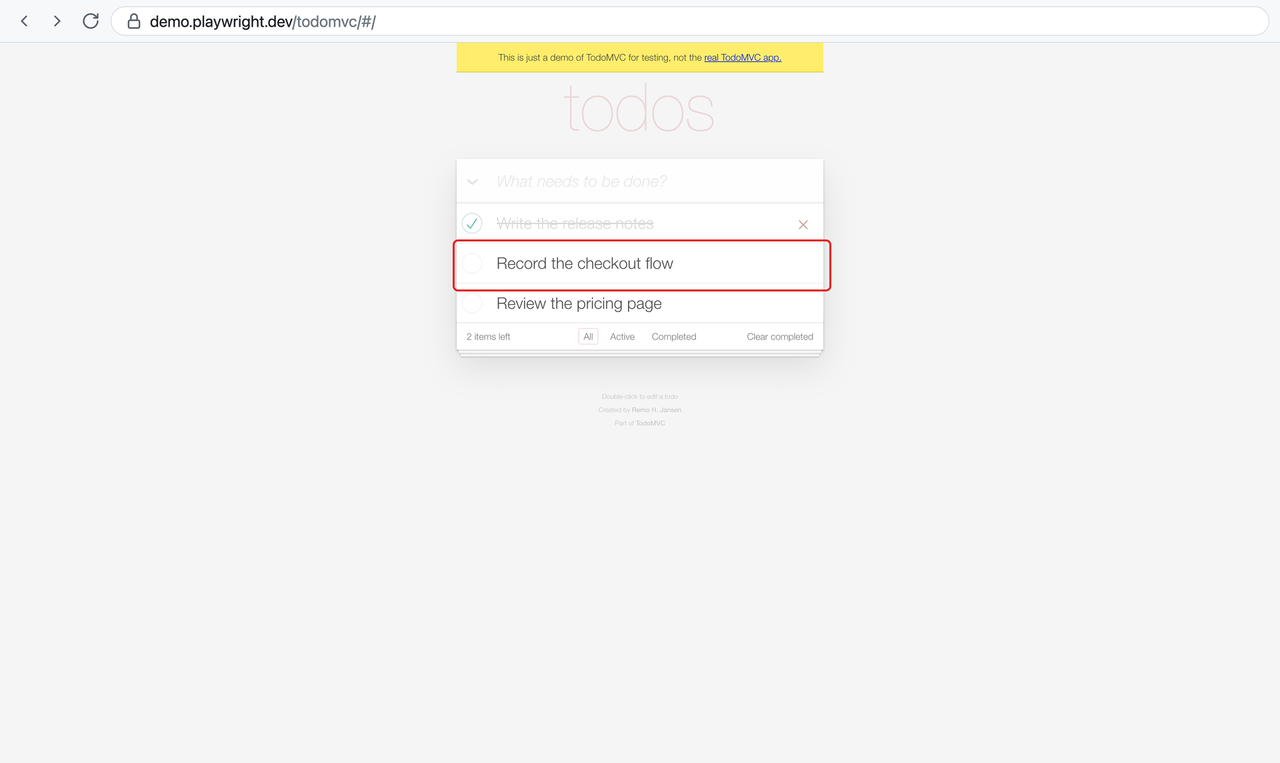 demo.playwright.dev/todomvc/#/
This is just a demo of TodoMVC for testing, not the real TodoMVC app.
todos
What needs to be done?
Write the release notes
Record the checkout flow
Review the pricing page
2 items left All Active Completed Clear completed
Double-click to edit a todo
Created by Remo H. Jansen
Part of TodoMVC